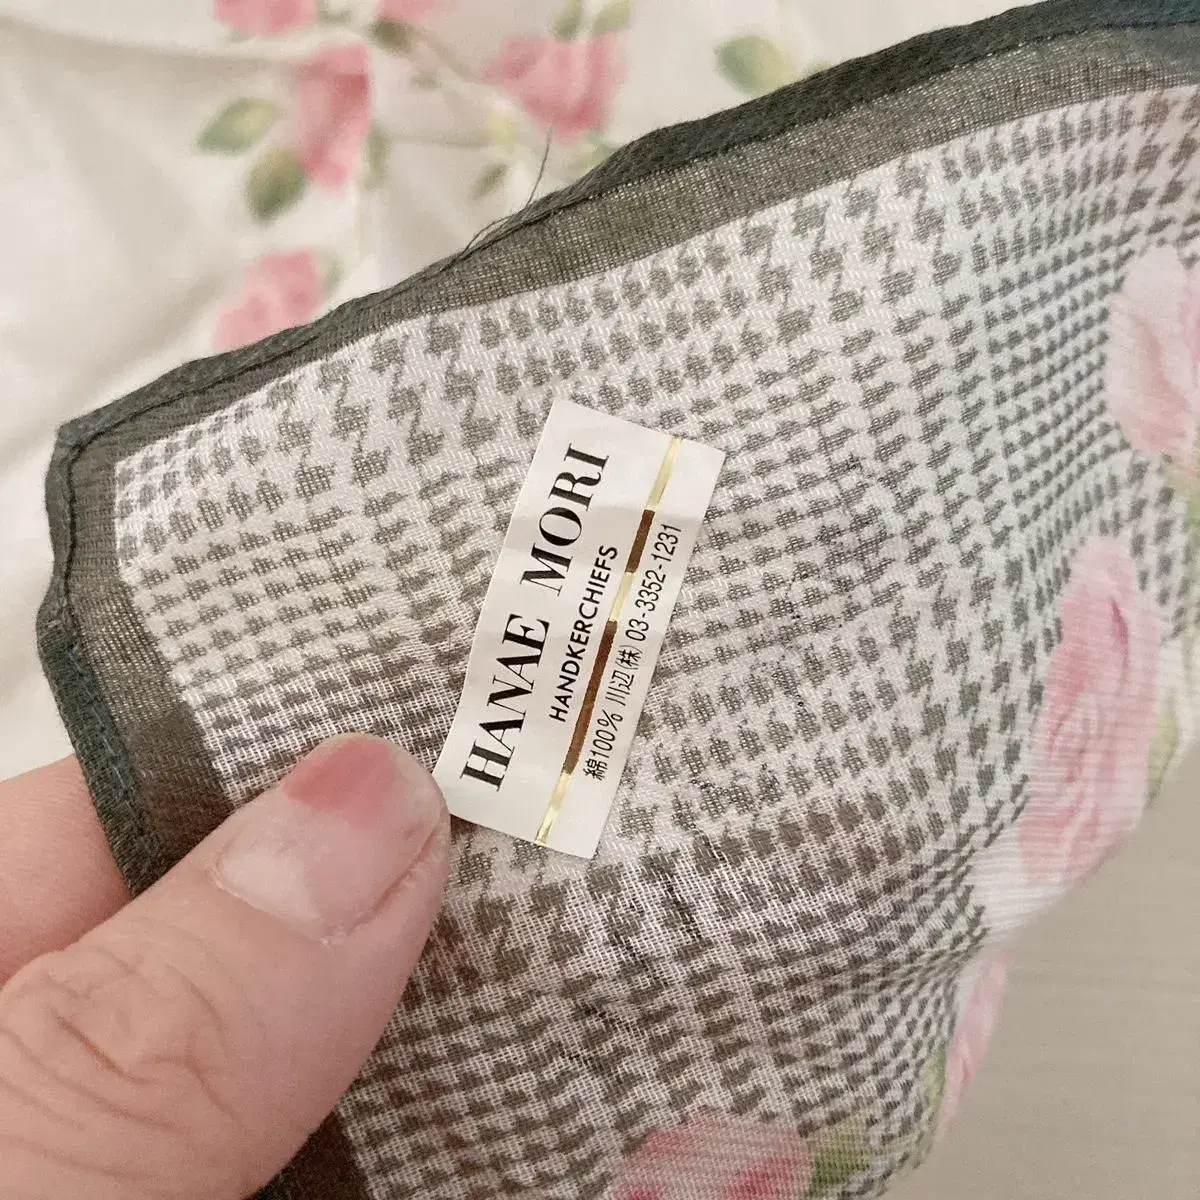 HANAE MORI
HANDKERCHIEFS
綿100% 川辺(株) 03-3352-1231